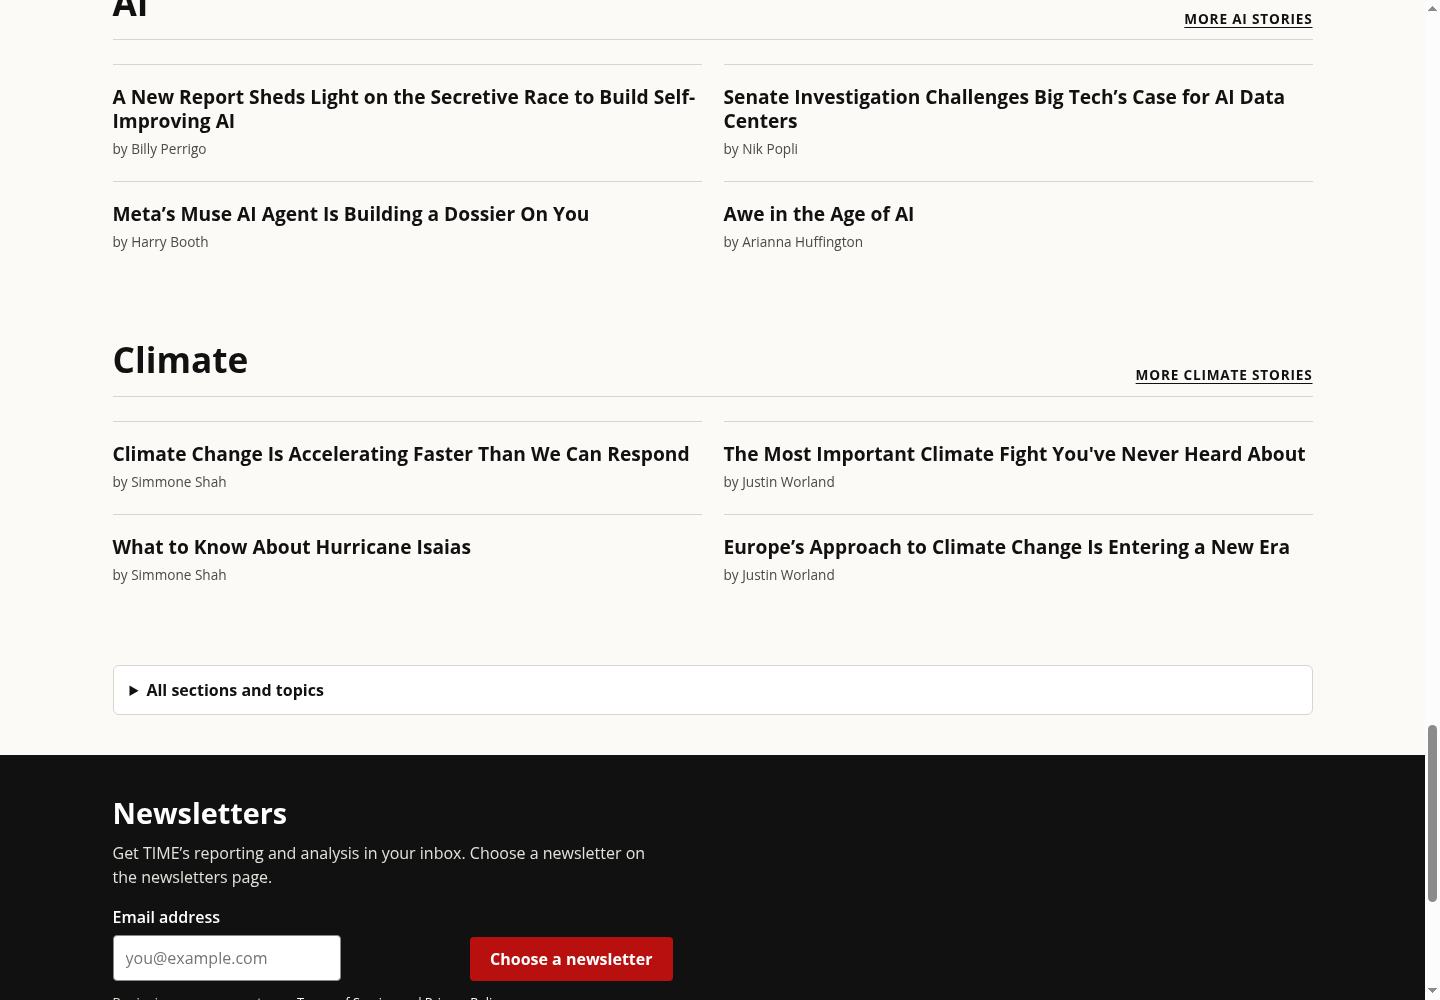 AI
MORE AI STORIES
A New Report Sheds Light on the Secretive Race to Build Self-
Improving AI
by Billy Perrigo
Senate Investigation Challenges Big Tech’s Case for AI Data
Centers
by Nik Popli
Meta’s Muse AI Agent Is Building a Dossier On You
by Harry Booth
Awe in the Age of AI
by Arianna Huffington
Climate
MORE CLIMATE STORIES
Climate Change Is Accelerating Faster Than We Can Respond
by Simmone Shah
The Most Important Climate Fight You've Never Heard About
by Justin Worland
What to Know About Hurricane Isaias
by Simmone Shah
Europe’s Approach to Climate Change Is Entering a New Era
by Justin Worland
All sections and topics
Newsletters
Get TIME’s reporting and analysis in your inbox. Choose a newsletter on
the newsletters page.
Email address
you@example.com
Choose a newsletter